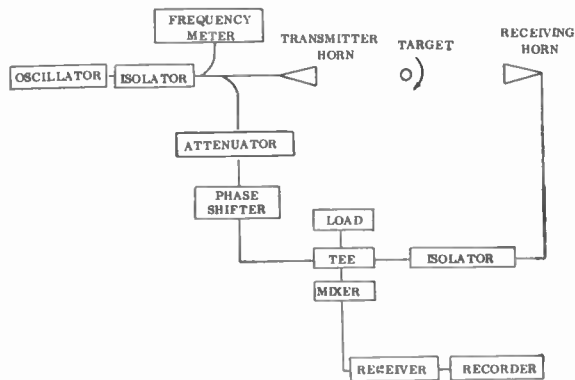 FREQUENCY
METER
TRANSMITTER
HORN
TARGET
RECEIVING
HORN
OSCILLATOR
ISOLATOR
ATTENUATOR
PHASE
SHIFTER
LOAD
TEE
ISOLATOR
MIXER
RECEIVER
RECORDER